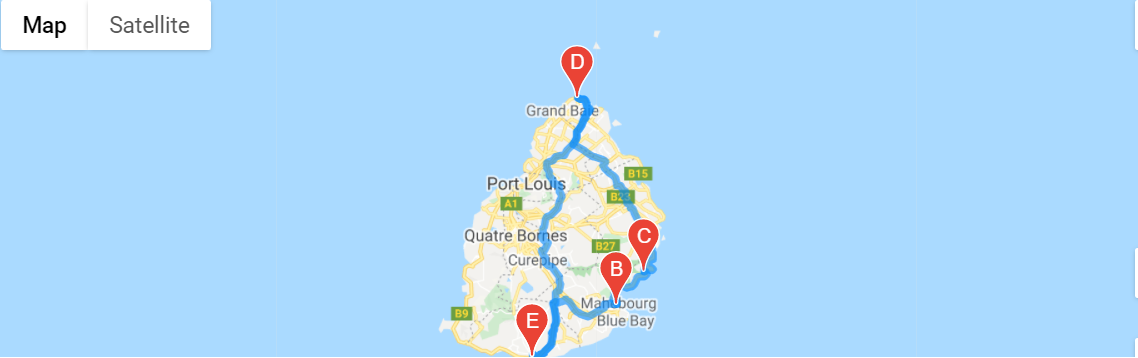 Map Satellite
D
Grand Baie
B15
Port Louis
B23
A1
C
Quatre Bornes
B27
Curepipe
B
Mahebourg
B9
Blue Bay
E